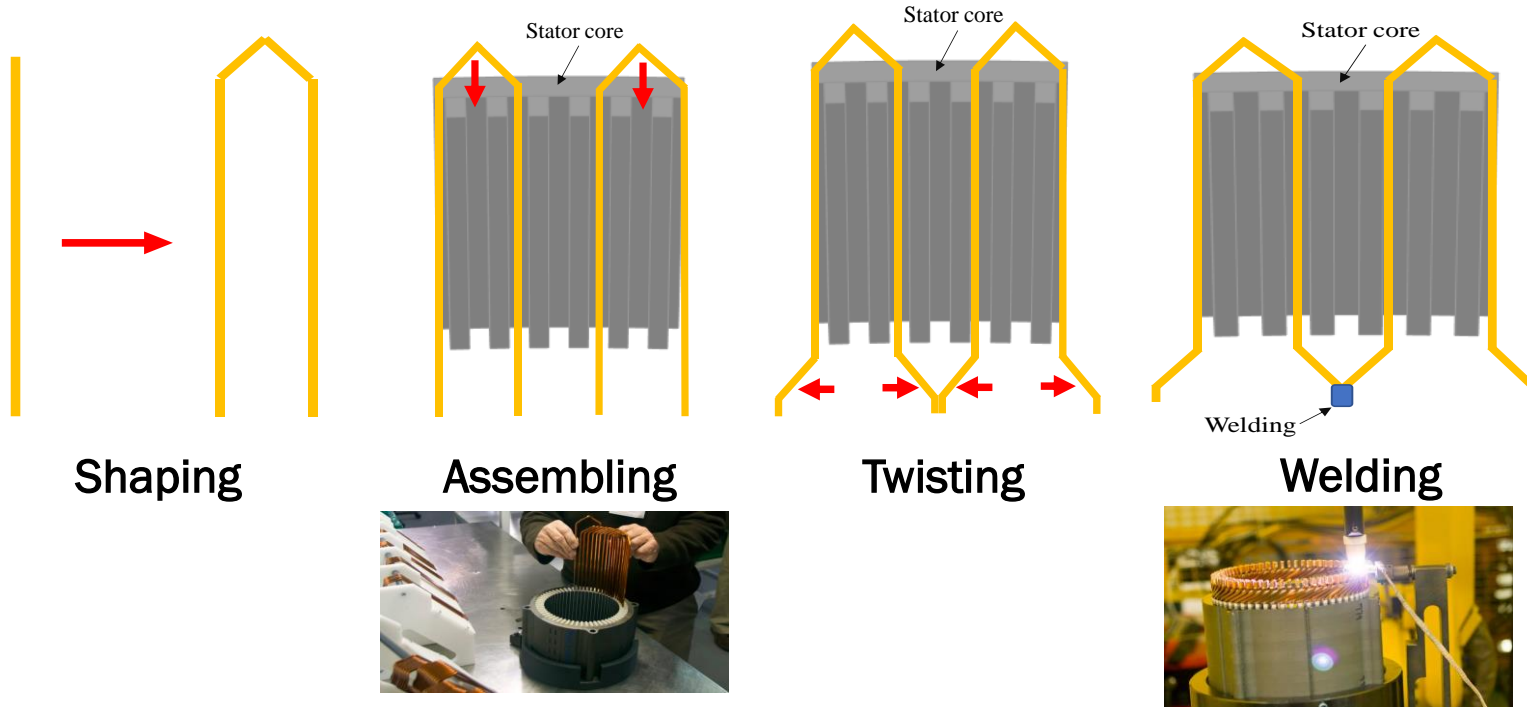 Stator core
Stator core
Stator core
Welding
Shaping
Assembling
Twisting
Welding